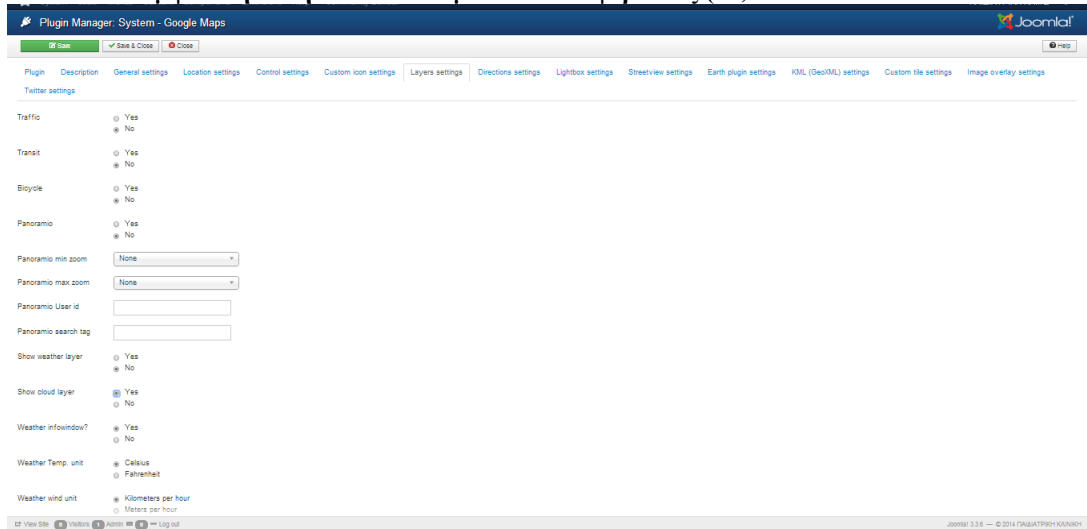 Plugin Manager: System - Google Maps
Joomla!
Save
Save & Close
Close
Help
Plugin Description General settings Location settings Control settings Custom icon settings Layers settings Directions settings Lightbox settings Streetview settings Earth plugin settings KML (GeoXML) settings Custom tile settings Image overlay settings
Twitter settings
Traffic
Yes
No
Transit
Yes
No
Bicycle
Yes
No
Panoramio
Yes
No
Panoramio min zoom
None
Panoramio max zoom
None
Panoramio User id
Panoramio search tag
Show weather layer
Yes
No
Show cloud layer
Yes
No
Weather infowindow?
Yes
No
Weather Temp. unit
Celsius
Fahrenheit
Weather wind unit
Kilometers per hour
Meters per hour
View Site 0 Visitors 1 Admin 0 Log out
Joomla! 3.3.6 — © 2014 ΠΑΙΔΙΑΤΡΙΚΗ ΚΛΙΝΙΚΗ